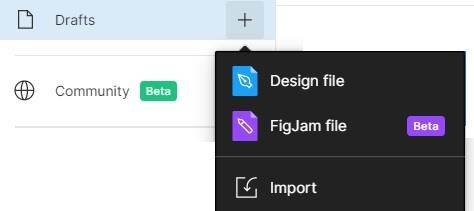 Drafts
Design file
Community Beta
FigJam file Beta
Import